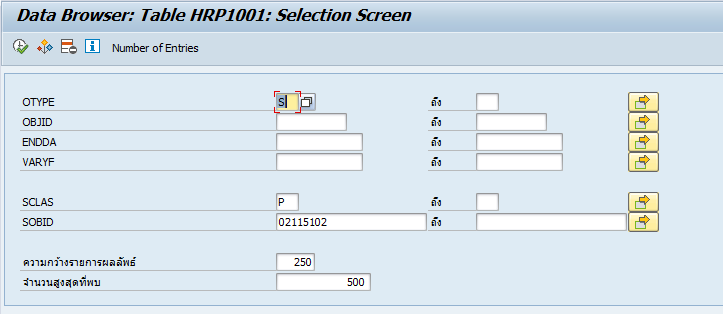 Data Browser: Table HRP1001: Selection Screen
Number of Entries
OTYPE S ถึง
OBJID ถึง
ENDDA ถึง
VARYF ถึง
SCLAS P ถึง
SOBID 02115102 ถึง
ความกว้างรายการผลลัพธ์ 250
จำนวนสูงสุดที่พบ 500